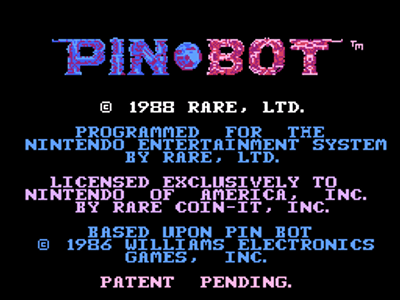 PIN●BOT ™
© 1988 RARE, LTD.
PROGRAMMED FOR THE
NINTENDO ENTERTAINMENT SYSTEM
BY RARE, LTD.
LICENSED EXCLUSIVELY TO
NINTENDO OF AMERICA, INC.
BY RARE COIN-IT, INC.
BASED UPON PIN BOT
© 1986 WILLIAMS ELECTRONICS
GAMES, INC.
PATENT PENDING.